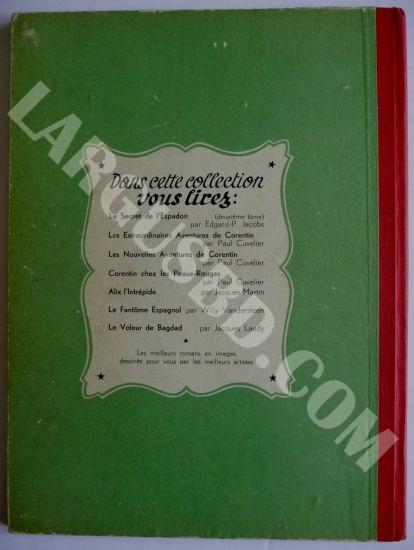 Dans cette collection
vous lirez:
Le Secret de l'Espadon (deuxième tome)
par Edgard-P. Jacobs
Les Extraordinaires Aventures de Corentin
par Paul Cuvelier
Les Nouvelles Aventures de Corentin
par Paul Cuvelier
Corentin chez les Peaux-Rouges
par Paul Cuvelier
Alix l'Intrépide par Jacques Martin
Le Fantôme Espagnol par Willy Vandersteen
Le Voleur de Bagdad par Jacques Laudy
Les meilleurs romans en images,
dessinés pour vous par les meilleurs artistes
LARGUSBD.COM